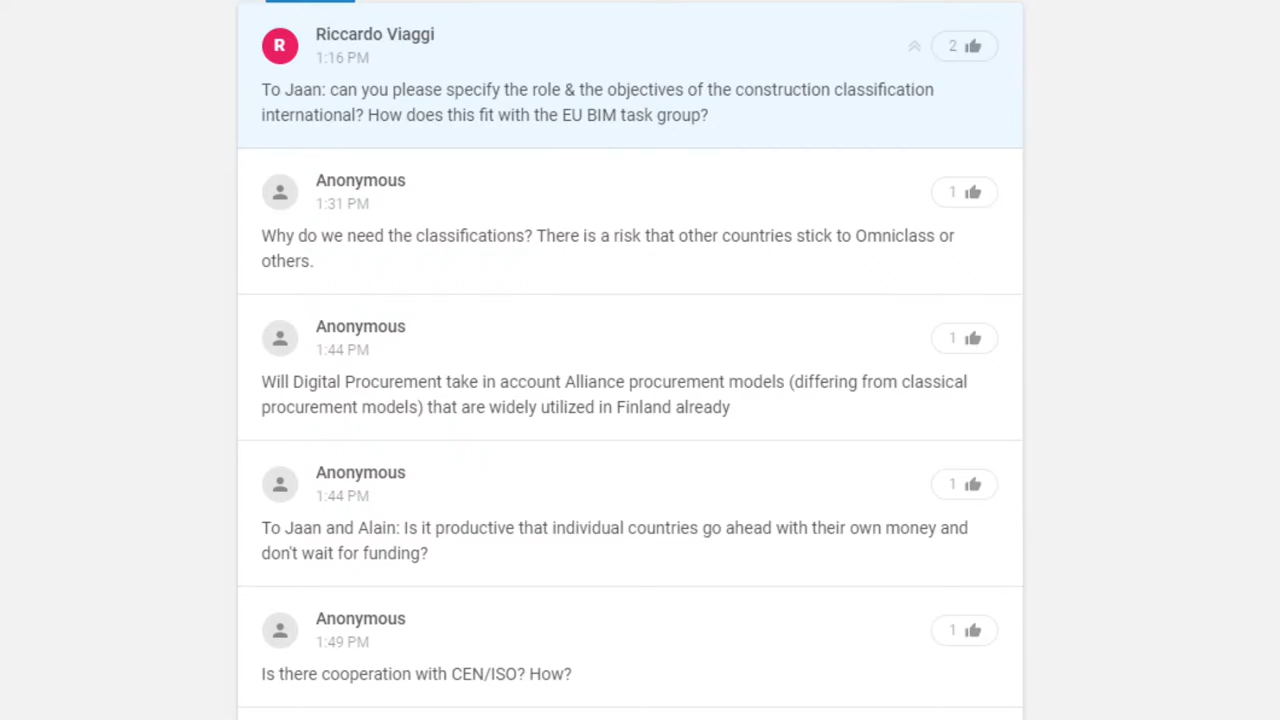 R
Riccardo Viaggi
1:16 PM
2
To Jaan: can you please specify the role & the objectives of the construction classification
international? How does this fit with the EU BIM task group?
Anonymous
1:31 PM
1
Why do we need the classifications? There is a risk that other countries stick to Omniclass or
others.
Anonymous
1:44 PM
1
Will Digital Procurement take in account Alliance procurement models (differing from classical
procurement models) that are widely utilized in Finland already
Anonymous
1:44 PM
1
To Jaan and Alain: Is it productive that individual countries go ahead with their own money and
don't wait for funding?
Anonymous
1:49 PM
1
Is there cooperation with CEN/ISO? How?